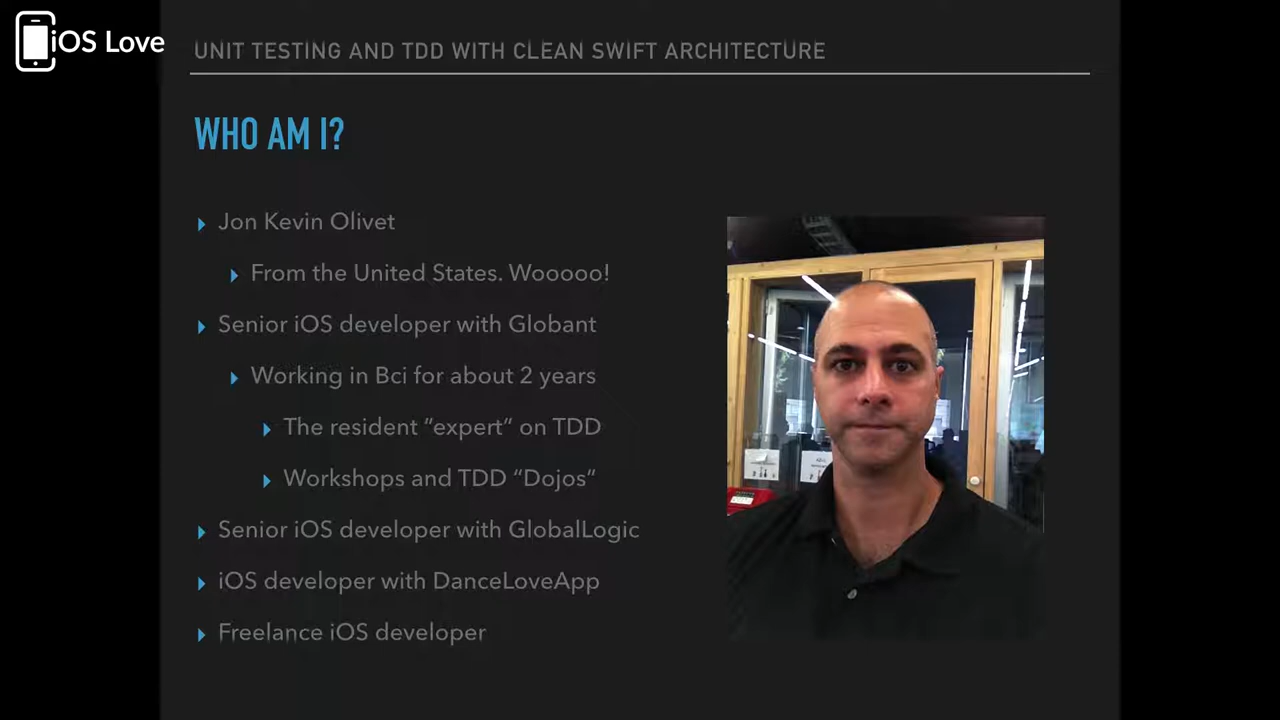 iOS Love
UNIT TESTING AND TDD WITH CLEAN SWIFT ARCHITECTURE
WHO AM I?
Jon Kevin Olivet
From the United States. Wooooo!
Senior iOS developer with Globant
Working in Bci for about 2 years
The resident “expert” on TDD
Workshops and TDD “Dojos”
Senior iOS developer with GlobalLogic
iOS developer with DanceLoveApp
Freelance iOS developer